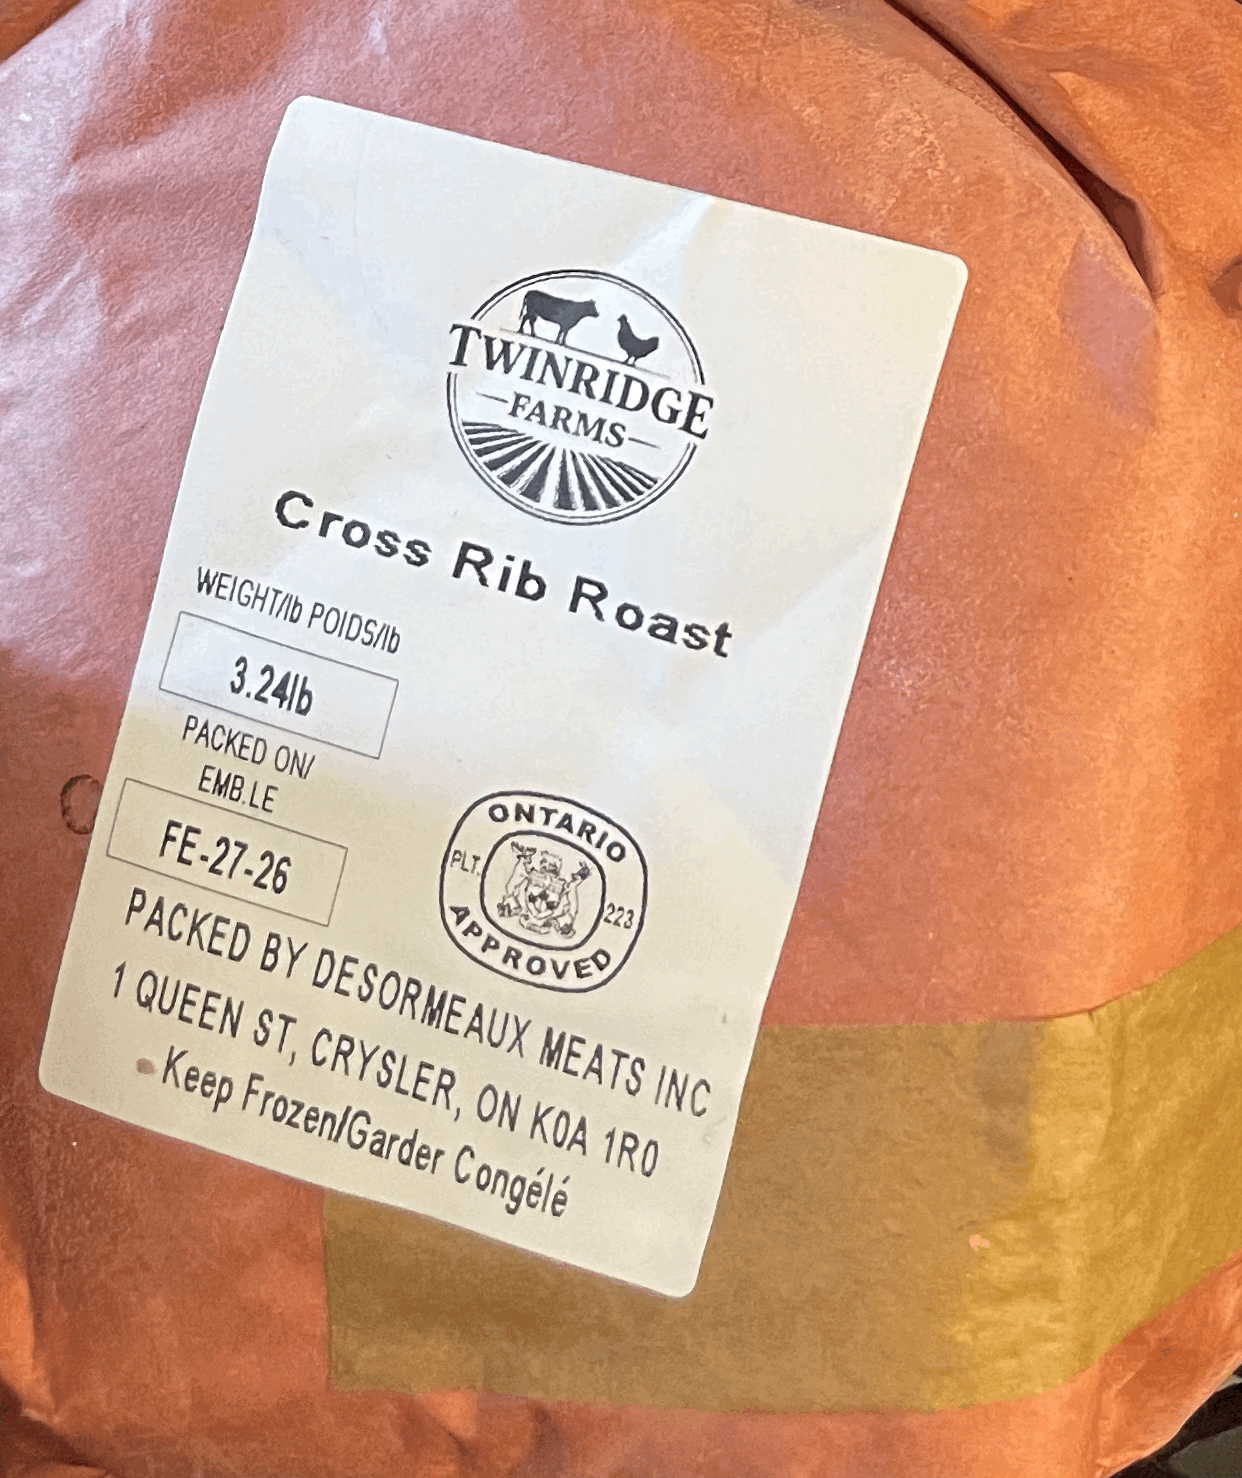 TWINRIDGE
FARMS
Cross Rib Roast
WEIGHT/lb POIDS/lb
3.24lb
PACKED ON/
EMB.LE
FE-27-26
ONTARIO
PLT. 223
APPROVED
PACKED BY DESORMEAUX MEATS INC
1 QUEEN ST, CRYSLER, ON K0A 1R0
Keep Frozen/Garder Congélé